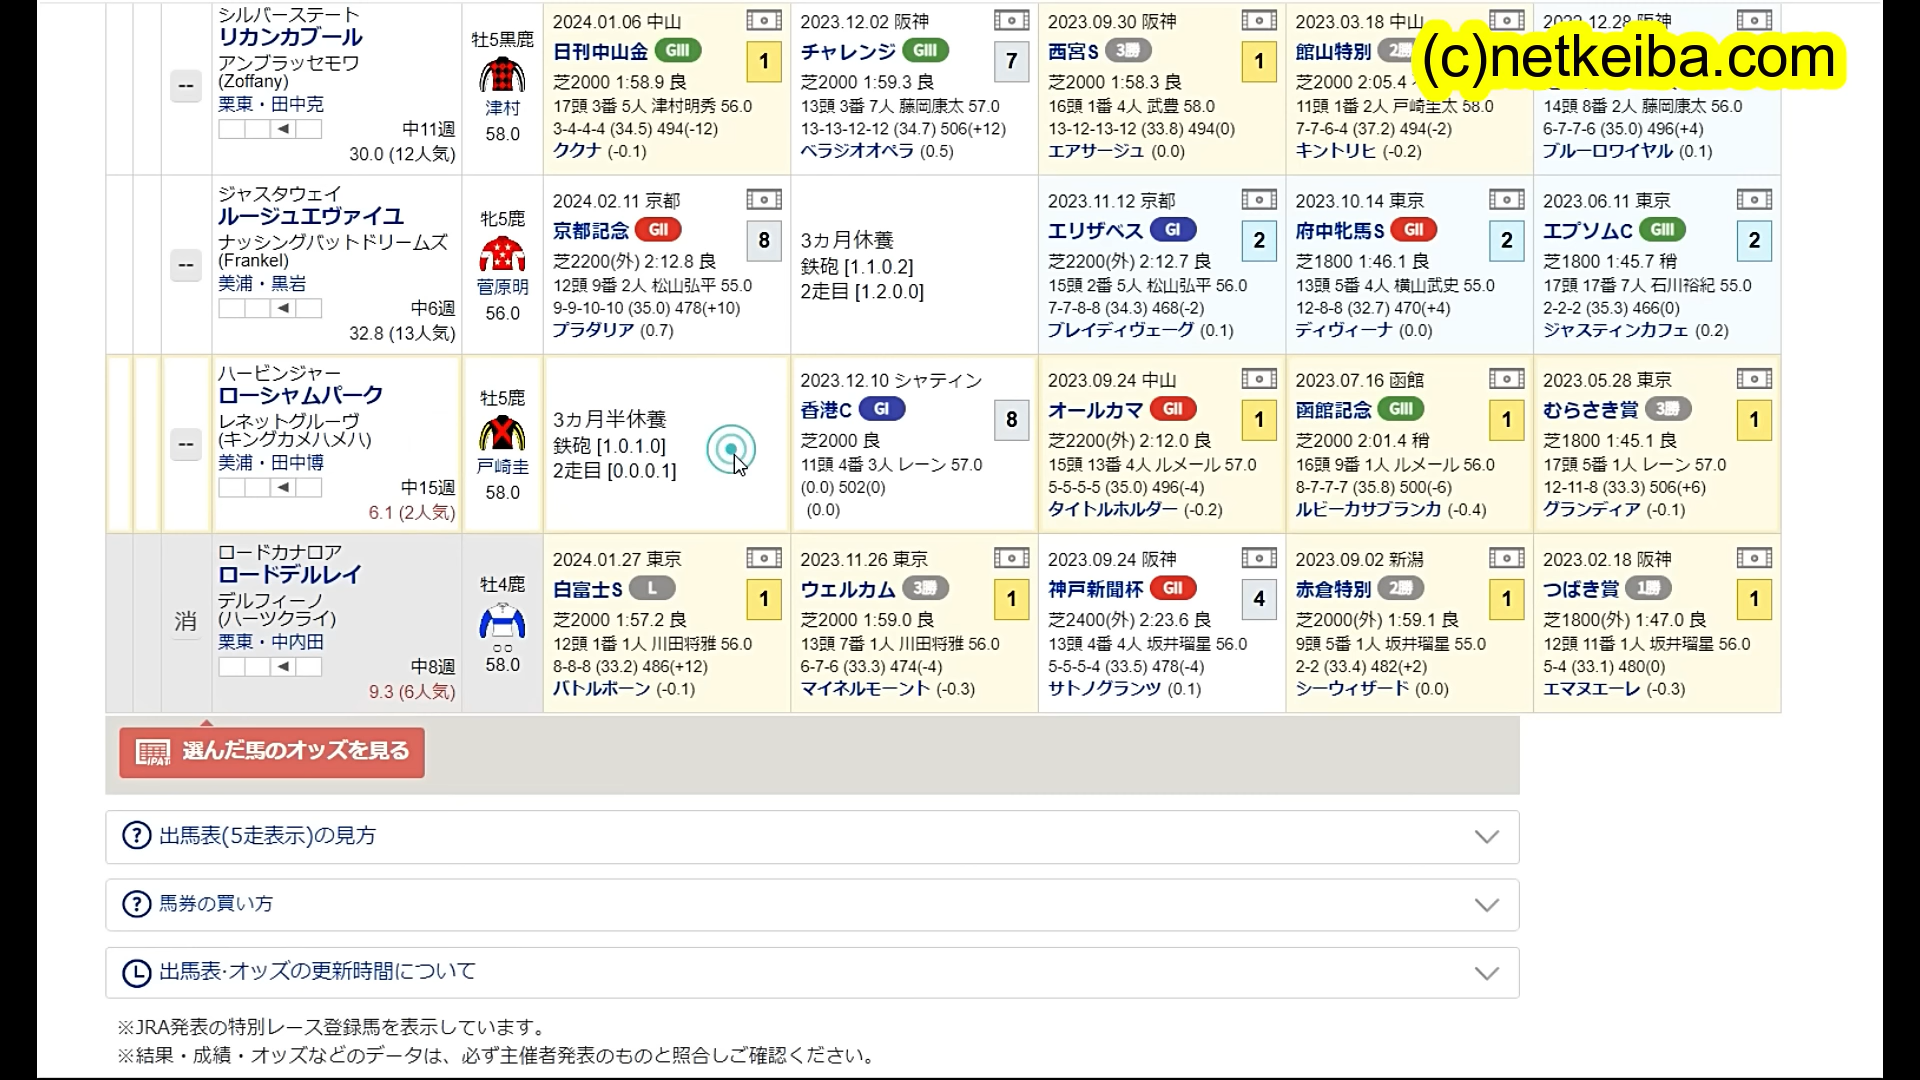 (c)netkeiba.com
シルバーステート
リカンカブール
アンブラッセモワ
(Zoffany)
栗東・田中克
中11週
30.0 (12人気)
--
牡5黒鹿
津村
58.0
2024.01.06 中山
日刊中山金 GIII
1
芝2000 1:58.9 良
17頭 3番 5人 津村明秀 56.0
3-4-4-4 (34.5) 494(-12)
ククナ (-0.1)
2023.12.02 阪神
チャレンジ GIII
7
芝2000 1:59.3 良
13頭 3番 7人 藤岡康太 57.0
13-13-12-12 (34.7) 506(+12)
ベラジオオペラ (0.5)
2023.09.30 阪神
西宮S 3勝
1
芝2000 1:58.3 良
16頭 1番 4人 武豊 58.0
13-12-13-12 (33.8) 494(0)
エアサージュ (0.0)
2023.03.18 中山
館山特別 2
芝2000 2:05.4
11頭 1番 2人 戸崎圭太 58.0
7-7-6-4 (37.2) 494(-2)
キントリヒ (-0.2)
14頭 8番 2人 藤岡康太 56.0
6-7-7-6 (35.0) 496(+4)
ブルーロワイヤル (0.1)
ジャスタウェイ
ルージュエヴァイユ
ナッシングバットドリームズ
(Frankel)
美浦・黒岩
中6週
32.8 (13人気)
--
牝5鹿
菅原明
56.0
2024.02.11 京都
京都記念 GII
8
芝2200(外) 2:12.8 良
12頭 9番 2人 松山弘平 55.0
9-9-10-10 (35.0) 478(+10)
プラダリア (0.7)
3ヵ月休養
鉄砲 [1.1.0.2]
2走目 [1.2.0.0]
2023.11.12 京都
エリザベス GI
2
芝2200(外) 2:12.7 良
15頭 2番 5人 松山弘平 56.0
7-7-8-8 (34.3) 468(-2)
ブレイディヴェーグ (0.1)
2023.10.14 東京
府中牝馬S GII
2
芝1800 1:46.1 良
13頭 5番 4人 横山武史 55.0
12-8-8 (32.7) 470(+4)
ディヴィーナ (0.0)
2023.06.11 東京
エプソムC GIII
2
芝1800 1:45.7 稍
17頭 17番 7人 石川裕紀 55.0
2-2-2 (35.3) 466(0)
ジャスティンカフェ (0.2)
ハービンジャー
ローシャムパーク
レネットグルーヴ
(キングカメハメハ)
美浦・田中博
中15週
6.1 (2人気)
--
牡5鹿
戸崎圭
58.0
3ヵ月半休養
鉄砲 [1.0.1.0]
2走目 [0.0.0.1]
2023.12.10 シャティン
香港C GI
8
芝2000 良
11頭 4番 3人 レーン 57.0
(0.0) 502(0)
(0.0)
2023.09.24 中山
オールカマ GII
1
芝2200(外) 2:12.0 良
15頭 13番 4人 ルメール 57.0
5-5-5-5 (35.0) 496(-4)
タイトルホルダー (-0.2)
2023.07.16 函館
函館記念 GIII
1
芝2000 2:01.4 稍
16頭 9番 1人 ルメール 56.0
8-7-7-7 (35.8) 500(-6)
ルビーカサブランカ (-0.4)
2023.05.28 東京
むらさき賞 3勝
1
芝1800 1:45.1 良
17頭 5番 1人 レーン 57.0
12-11-8 (33.3) 506(+6)
グランディア (-0.1)
ロードカナロア
ロードデルレイ
デルフィーノ
(ハーツクライ)
栗東・中内田
中8週
9.3 (6人気)
消
牡4鹿
58.0
2024.01.27 東京
白富士S L
1
芝2000 1:57.2 良
12頭 1番 1人 川田将雅 56.0
8-8-8 (33.2) 486(+12)
バトルボーン (-0.1)
2023.11.26 東京
ウェルカム 3勝
1
芝2000 1:59.0 良
13頭 7番 1人 川田将雅 56.0
6-7-6 (33.3) 474(-4)
マイネルモーント (-0.3)
2023.09.24 阪神
神戸新聞杯 GII
4
芝2400(外) 2:23.6 良
13頭 4番 4人 坂井瑠星 56.0
5-5-5-4 (33.5) 478(-4)
サトノグランツ (0.1)
2023.09.02 新潟
赤倉特別 2勝
1
芝2000(外) 1:59.1 良
9頭 5番 1人 坂井瑠星 55.0
2-2 (33.4) 482(+2)
シーウィザード (0.0)
2023.02.18 阪神
つばき賞 1勝
1
芝1800(外) 1:47.0 良
12頭 11番 1人 坂井瑠星 56.0
5-4 (33.1) 480(0)
エマヌエーレ (-0.3)
IPAT 選んだ馬のオッズを見る
? 出馬表(5走表示)の見方
? 馬券の買い方
出馬表・オッズの更新時間について
※JRA発表の特別レース登録馬を表示しています。
※結果・成績・オッズなどのデータは、必ず主催者発表のものと照合しご確認ください。